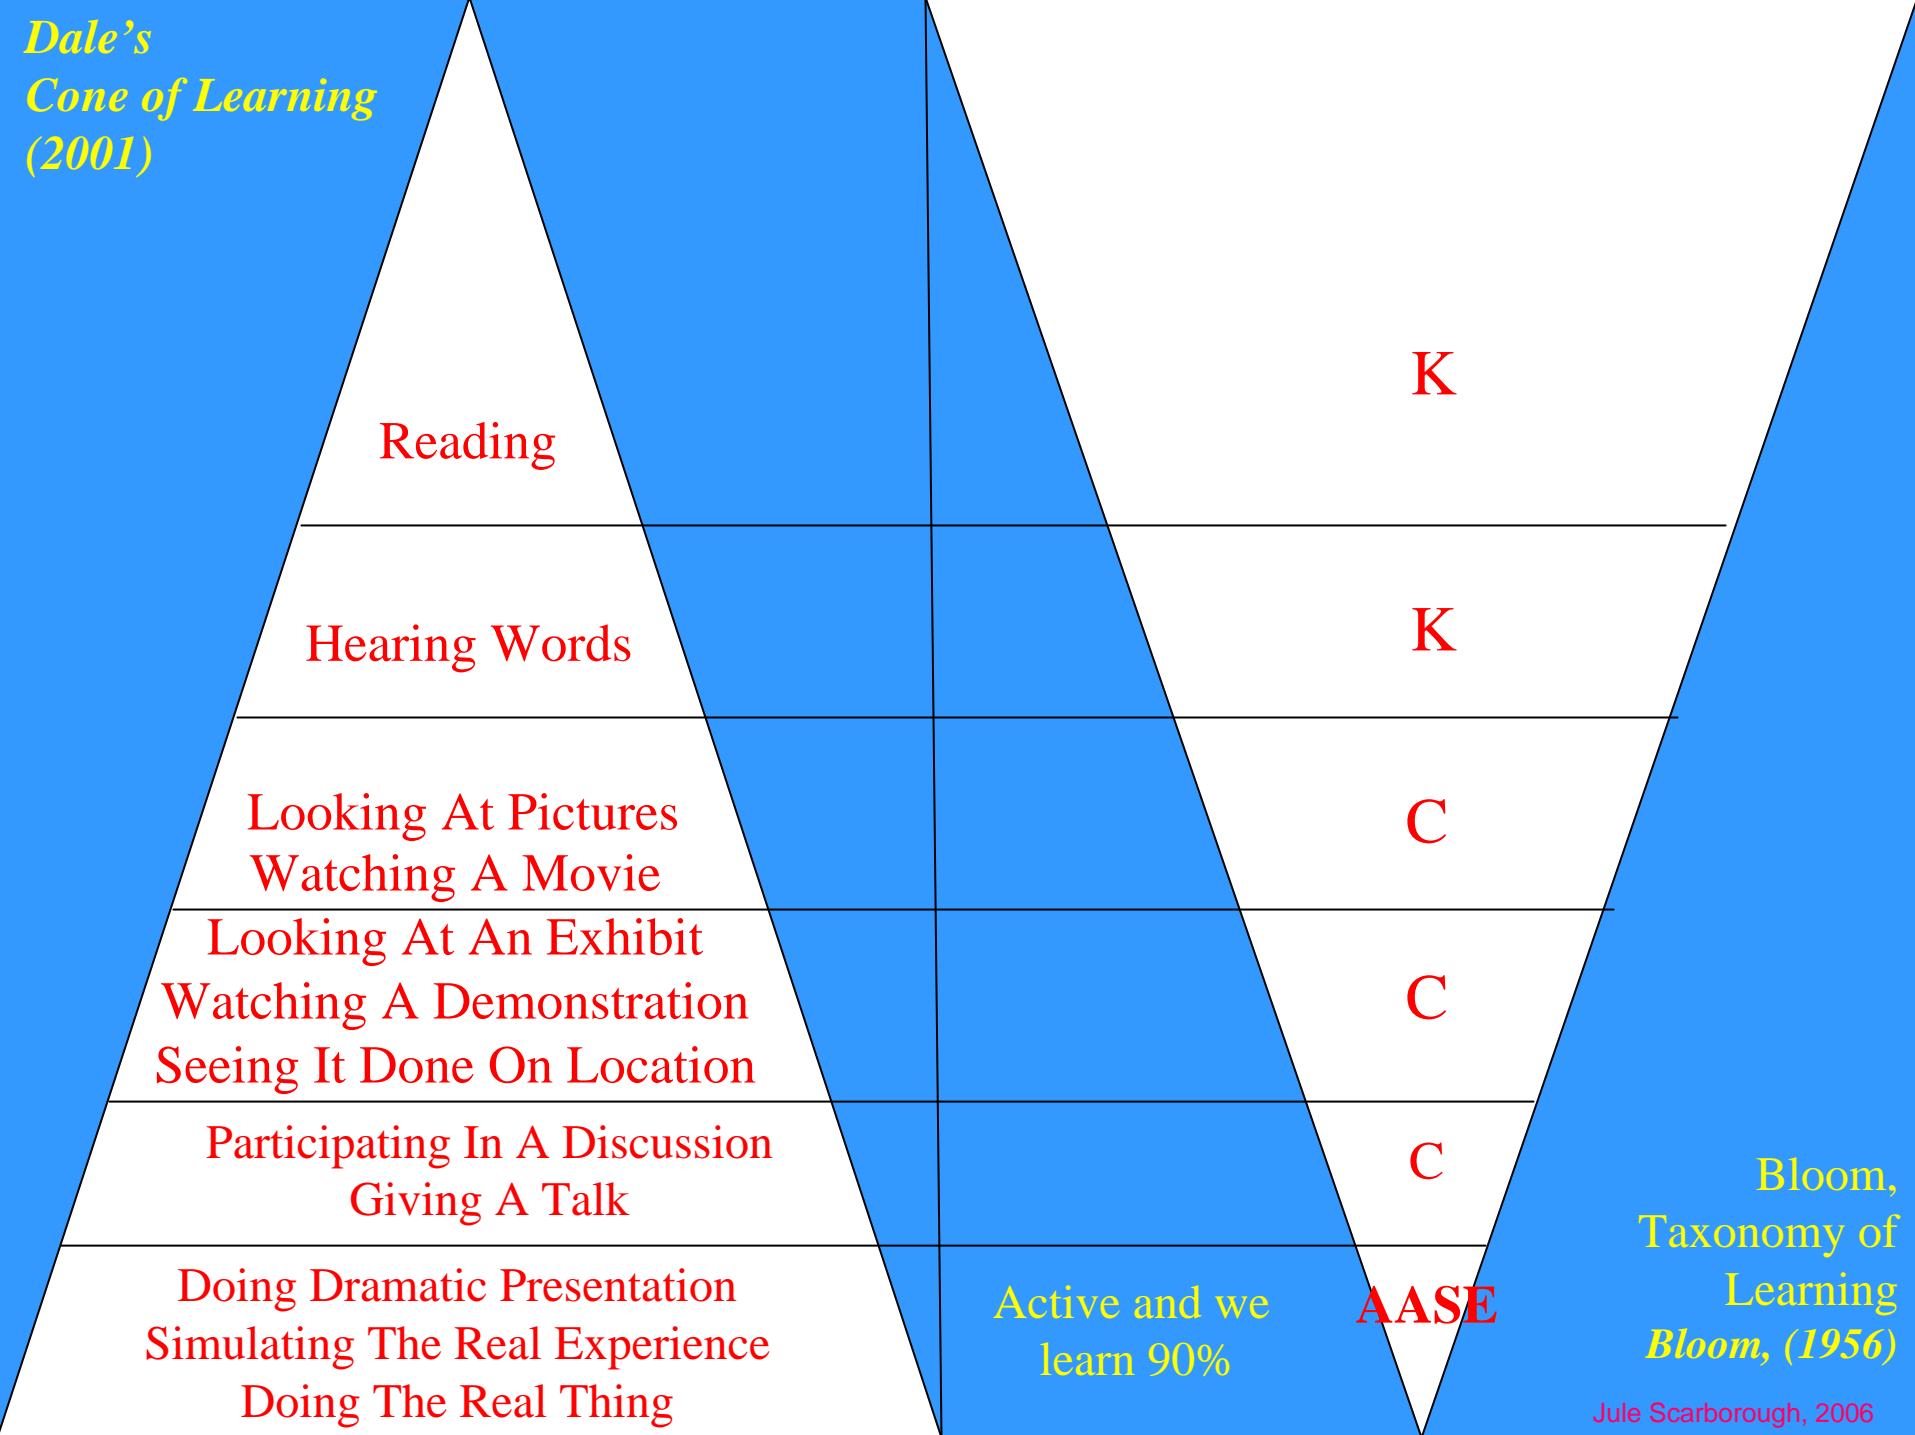 Dale’s
Cone of Learning
(2001)
Reading
K
Hearing Words
K
Looking At Pictures
Watching A Movie
C
Looking At An Exhibit
Watching A Demonstration
Seeing It Done On Location
C
Participating In A Discussion
Giving A Talk
C
Doing Dramatic Presentation
Simulating The Real Experience
Doing The Real Thing
Active and we
learn 90%
AASE
Bloom,
Taxonomy of
Learning
Bloom, (1956)
Jule Scarborough, 2006